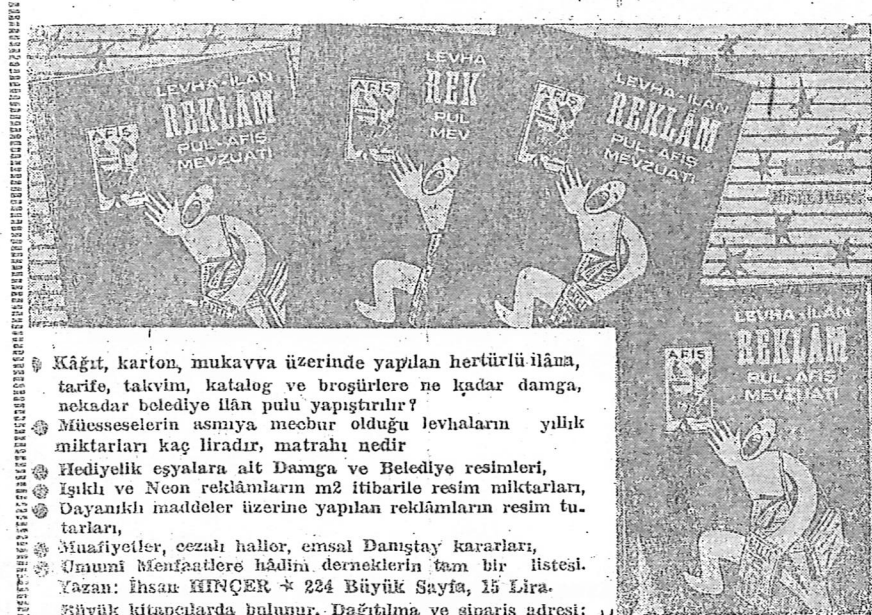 LEVHA-İLAN
REKLÂM
PUL-AFİŞ
MEVZUATI
AFİŞ
LEVHA
REK
PUL
MEV
AFİŞ
LEVHA-İLAN
REKLÂM
PUL-AFİŞ
MEVZUATI
AFİŞ
LEVHA-İLAN
REKLÂM
PUL-AFİŞ
MEVZUATI
AFİŞ
Kâğıt, karton, mukavva üzerinde yapılan hertürlü ilâna,
tarife, takvim, katalog ve broşürlere ne kadar damga,
nekadar belediye ilân pulu yapıştırılır?
Müesseselerin asmıya mecbur olduğu levhaların yıllık
miktarları kaç liradır, matrahı nedir
Hediyelik eşyalara ait Damga ve Belediye resimleri,
Işıklı ve Neon reklâmların m2 itibarile resim miktarları,
Dayanıklı maddeler üzerine yapılan reklâmların resim tu-
tarları,
Muafiyetler, cezalı haller, emsal Danıştay kararları,
Umumi Menfaatlere hâdim derneklerin tam bir listesi.
Yazan: İhsan HINÇER ✶ 224 Büyük Sayfa, 15 Lira.
Büyük kitapçılarda bulunur. Dağıtılma ve sipariş adresi: